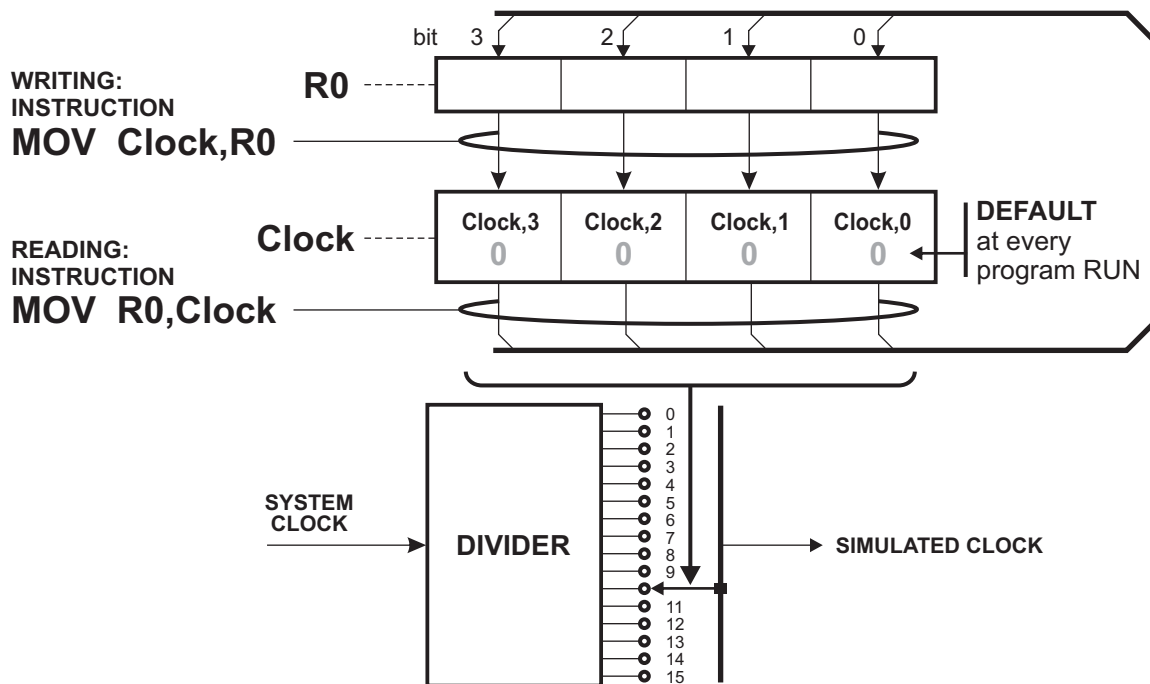 bit 3 2 1 0
WRITING:
INSTRUCTION
MOV Clock,R0
R0
Clock,3 Clock,2 Clock,1 Clock,0
0 0 0 0
Clock
DEFAULT
at every
program RUN
READING:
INSTRUCTION
MOV R0,Clock
0
1
2
3
4
5
6
7
8
9
11
12
13
14
15
SYSTEM
CLOCK
DIVIDER
SIMULATED CLOCK